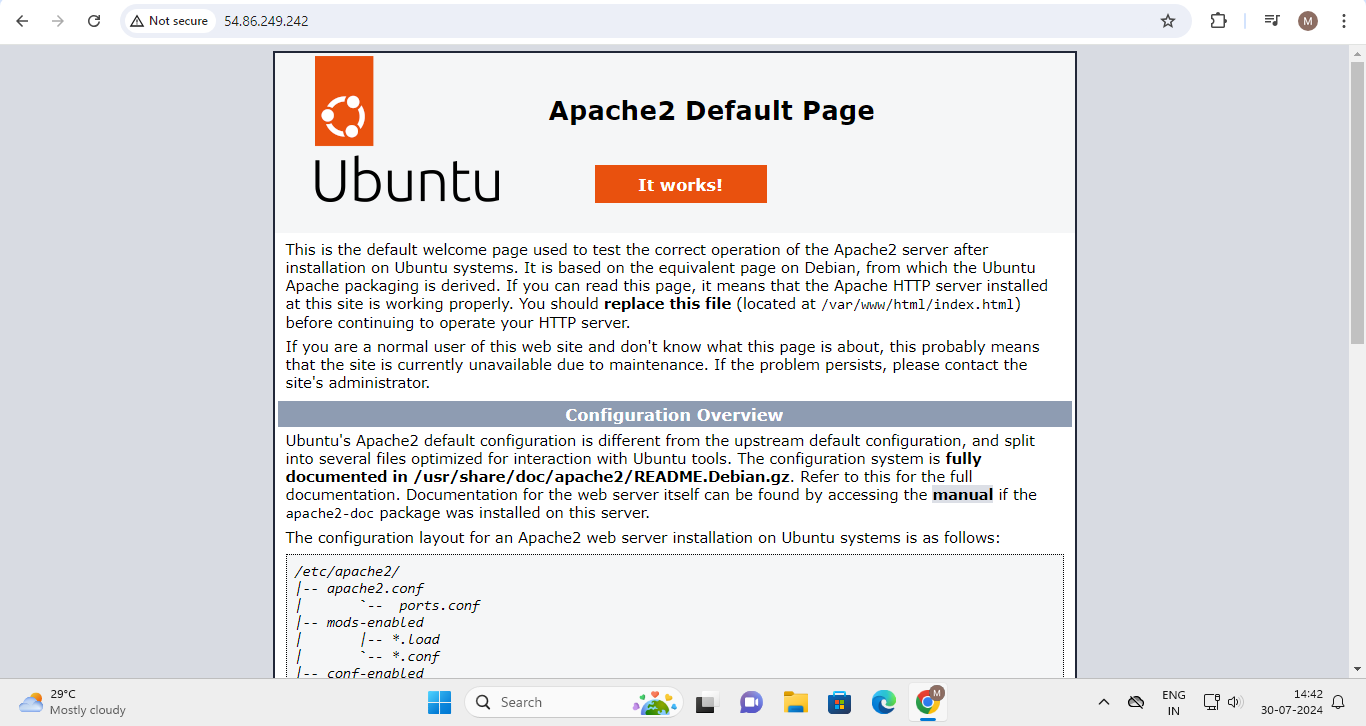 Not secure 54.86.249.242
M
Apache2 Default Page
Ubuntu
It works!
This is the default welcome page used to test the correct operation of the Apache2 server after
installation on Ubuntu systems. It is based on the equivalent page on Debian, from which the Ubuntu
Apache packaging is derived. If you can read this page, it means that the Apache HTTP server installed
at this site is working properly. You should replace this file (located at /var/www/html/index.html)
before continuing to operate your HTTP server.
If you are a normal user of this web site and don't know what this page is about, this probably means
that the site is currently unavailable due to maintenance. If the problem persists, please contact the
site's administrator.
Configuration Overview
Ubuntu's Apache2 default configuration is different from the upstream default configuration, and split
into several files optimized for interaction with Ubuntu tools. The configuration system is fully
documented in /usr/share/doc/apache2/README.Debian.gz. Refer to this for the full
documentation. Documentation for the web server itself can be found by accessing the manual if the
apache2-doc package was installed on this server.
The configuration layout for an Apache2 web server installation on Ubuntu systems is as follows:
/etc/apache2/
|-- apache2.conf
|       `--  ports.conf
|-- mods-enabled
|       |-- *.load
|       `-- *.conf
|-- conf-enabled
29°C
Mostly cloudy
Search
M
ENG
IN
14:42
30-07-2024